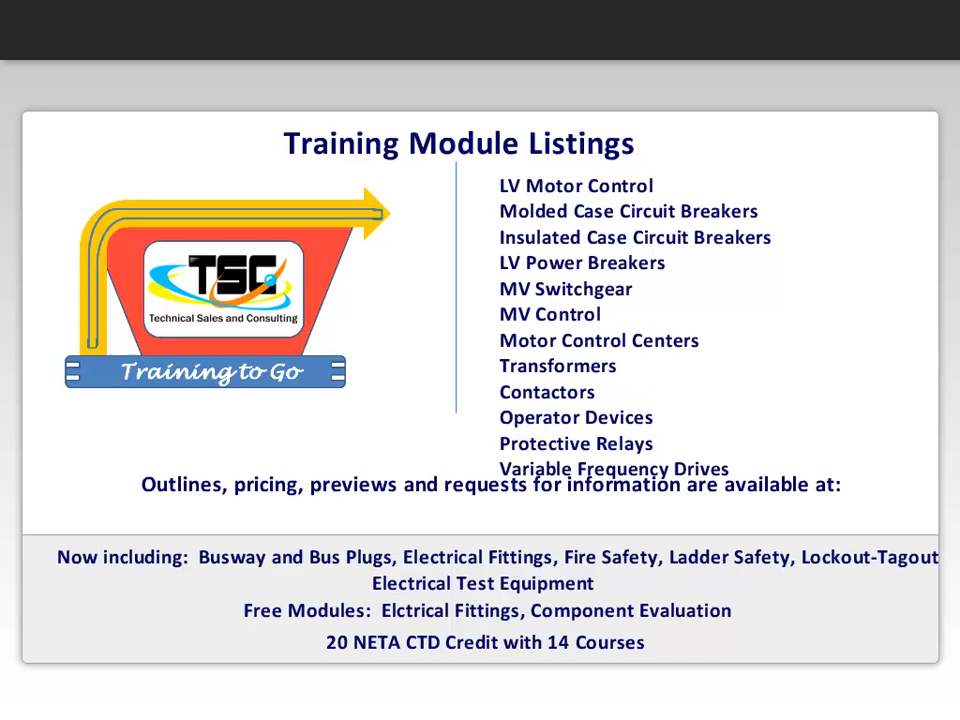 Training Module Listings
LV Motor Control
Molded Case Circuit Breakers
Insulated Case Circuit Breakers
LV Power Breakers
MV Switchgear
MV Control
Motor Control Centers
Transformers
Contactors
Operator Devices
Protective Relays
Variable Frequency Drives
TSC
Technical Sales and Consulting
Training to Go
Outlines, pricing, previews and requests for information are available at:
Now including:  Busway and Bus Plugs, Electrical Fittings, Fire Safety, Ladder Safety, Lockout-Tagout
Electrical Test Equipment
Free Modules:  Elctrical Fittings, Component Evaluation
20 NETA CTD Credit with 14 Courses